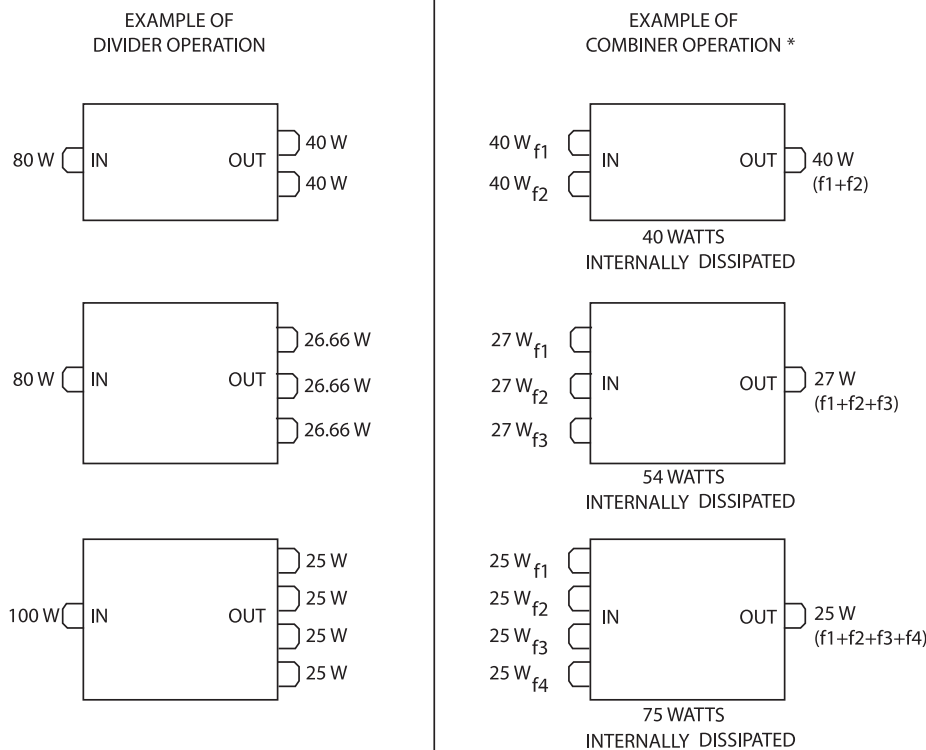 EXAMPLE OF
DIVIDER OPERATION
80 W
IN
OUT
40 W
40 W
80 W
IN
OUT
26.66 W
26.66 W
26.66 W
100 W
IN
OUT
25 W
25 W
25 W
25 W
EXAMPLE OF
COMBINER OPERATION *
40 W f1
40 W f2
IN
OUT
40 W
(f1+f2)
40 WATTS
INTERNALLY DISSIPATED
27 W f1
27 W f2
27 W f3
IN
OUT
27 W
(f1+f2+f3)
54 WATTS
INTERNALLY DISSIPATED
25 W f1
25 W f2
25 W f3
25 W f4
IN
OUT
25 W
(f1+f2+f3+f4)
75 WATTS
INTERNALLY DISSIPATED